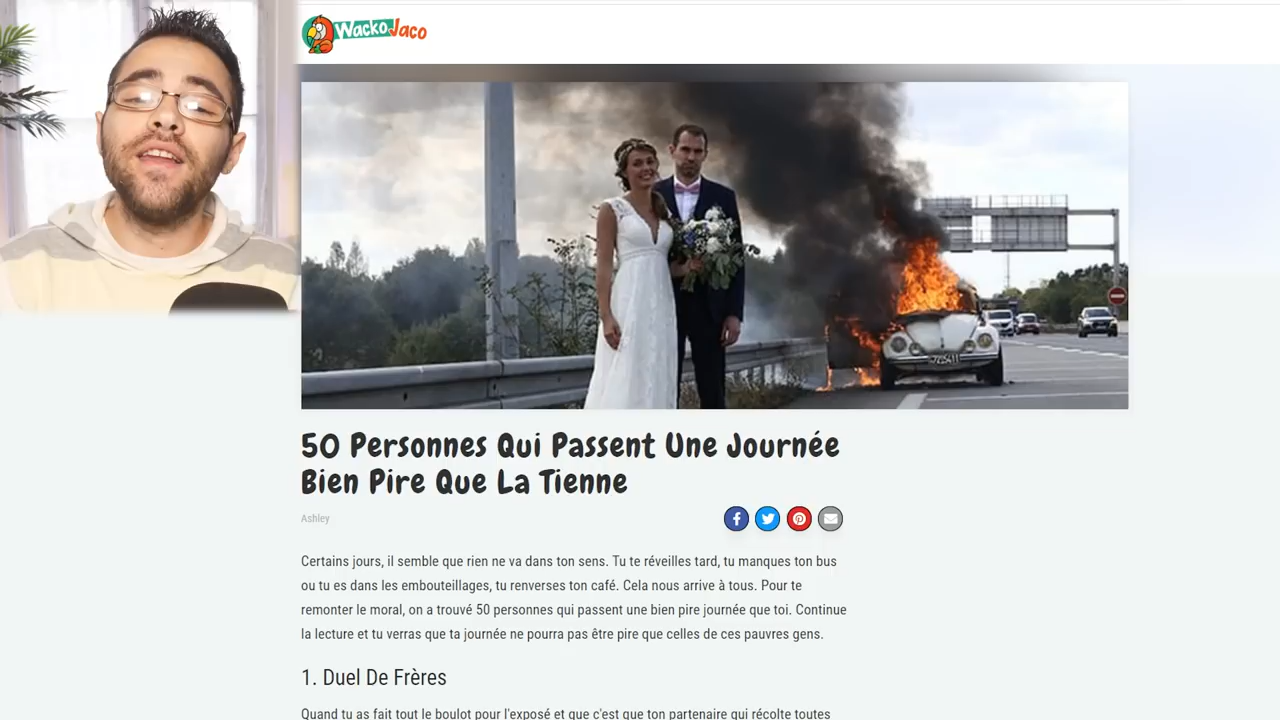 WackoJaco
50 Personnes Qui Passent Une Journée
Bien Pire Que La Tienne
Ashley
Certains jours, il semble que rien ne va dans ton sens. Tu te réveilles tard, tu manques ton bus
ou tu es dans les embouteillages, tu renverses ton café. Cela nous arrive à tous. Pour te
remonter le moral, on a trouvé 50 personnes qui passent une bien pire journée que toi. Continue
la lecture et tu verras que ta journée ne pourra pas être pire que celles de ces pauvres gens.
1. Duel De Frères
Quand tu as fait tout le boulot pour l'exposé et que c'est que ton partenaire qui récolte toutes